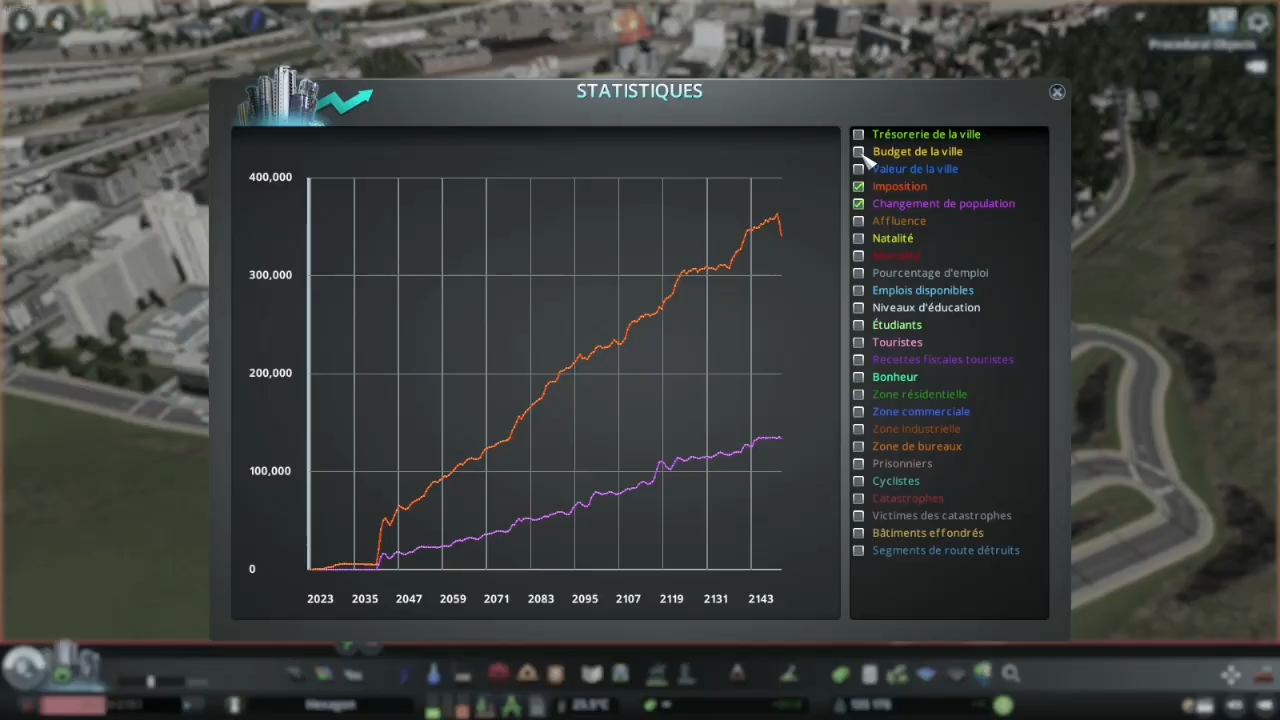 STATISTIQUES
400,000
300,000
200,000
100,000
0
2023 2035 2047 2059 2071 2083 2095 2107 2119 2131 2143
Trésorerie de la ville
Budget de la ville
Valeur de la ville
Imposition
Changement de population
Affluence
Natalité
Mortalité
Pourcentage d'emploi
Emplois disponibles
Niveaux d'éducation
Étudiants
Touristes
Recettes fiscales touristes
Bonheur
Zone résidentielle
Zone commerciale
Zone industrielle
Zone de bureaux
Prisonniers
Cyclistes
Catastrophes
Victimes des catastrophes
Bâtiments effondrés
Segments de route détruits
Hexagon